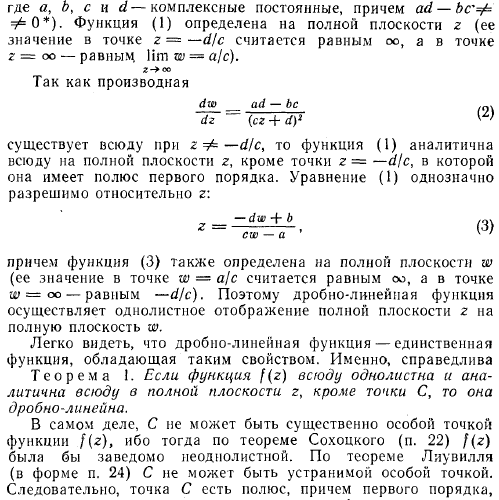 где a, b, c и d — комплексные постоянные, причем ad — bc ≠
≠ 0 *). Функция (1) определена на полной плоскости z (ее
значение в точке z = —d/c считается равным ∞, а в точке
z = ∞ — равным lim w = a/c).
z→∞
Так как производная
dw/dz = (ad — bc)/(cz + d)² (2)
существует всюду при z ≠ —d/c, то функция (1) аналитична
всюду на полной плоскости z, кроме точки z = —d/c, в которой
она имеет полюс первого порядка. Уравнение (1) однозначно
разрешимо относительно z:
z = (—dw + b)/(cw — a), (3)
причем функция (3) также определена на полной плоскости w
(ее значение в точке w = a/c считается равным ∞, а в точке
w = ∞ — равным —d/c). Поэтому дробно-линейная функция
осуществляет однолистное отображение полной плоскости z на
полную плоскость w.
Легко видеть, что дробно-линейная функция — единственная
функция, обладающая таким свойством. Именно, справедлива
Теорема 1. Если функция f(z) всюду однолистна и ана-
литична всюду в полной плоскости z, кроме точки C, то она
дробно-линейна.
В самом деле, C не может быть существенно особой точкой
функции f(z), ибо тогда по теореме Сохоцкого (п. 22) f(z)
была бы заведомо неоднолистной. По теореме Лиувилля
(в форме п. 24) C не может быть устранимой особой точкой.
Следовательно, точка C есть полюс, причем первого порядка,